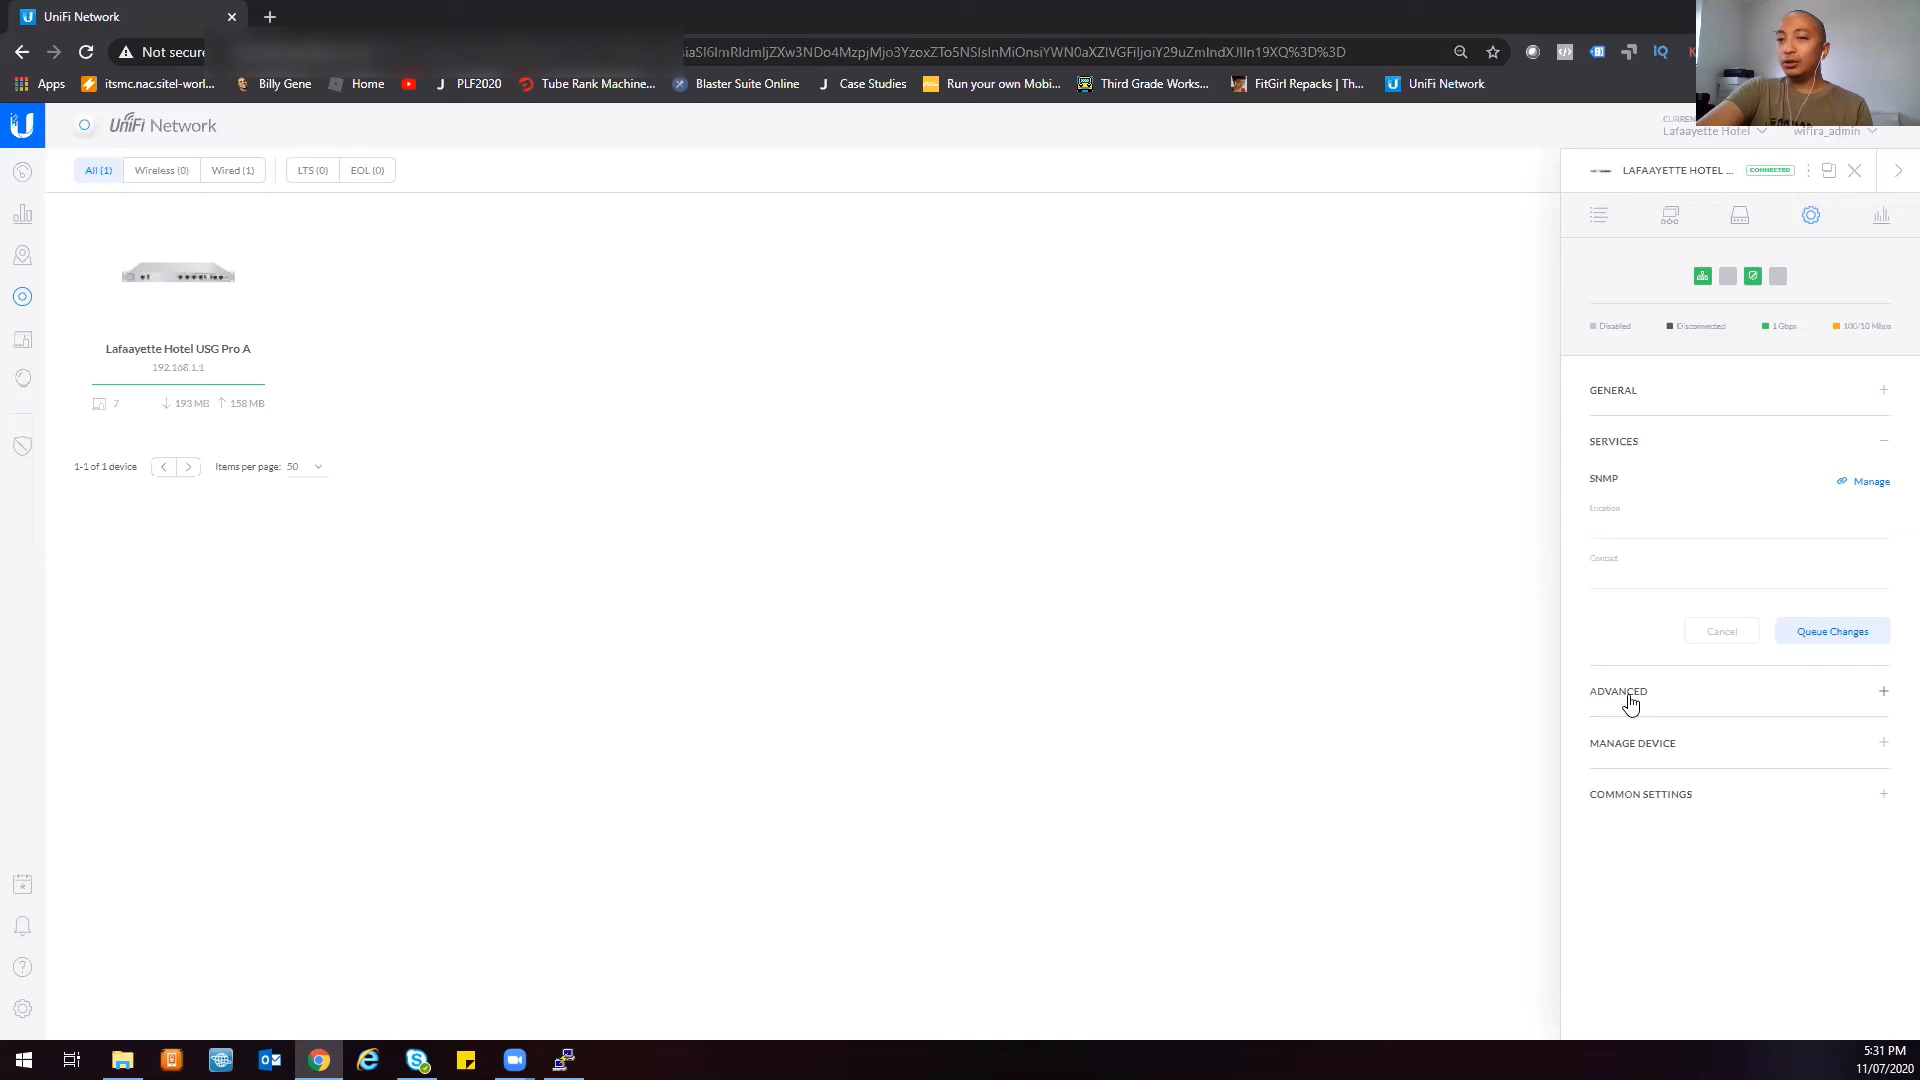 UniFi Network
Not secure
siaSI6ImRIdmljZXw3NDo4MzpjMjo3YzoxZTo5NSIsInMiOnsiYWN0aXZlVGFiIjoiY29uZmIndXJlIn19XQ%3D%3D
IQ
Apps
itsmc.nac.sitel-worl...
Billy Gene
Home
PLF2020
Tube Rank Machine...
Blaster Suite Online
Case Studies
Run your own Mobi...
Third Grade Works...
FitGirl Repacks | Th...
UniFi Network
UniFi Network
Lafaayette Hotel
wifira_admin
All (1)
Wireless (0)
Wired (1)
LTS (0)
EOL (0)
LAFAAYETTE HOTEL ...
CONNECTED
Disabled
Disconnected
1 Gbps
100/10 Mbps
Lafaayette Hotel USG Pro A
192.168.1.1
7
193 MB
158 MB
1-1 of 1 device
Items per page: 50
GENERAL
SERVICES
SNMP
Manage
Location
Contact
Cancel
Queue Changes
ADVANCED
MANAGE DEVICE
COMMON SETTINGS
5:31 PM
11/07/2020